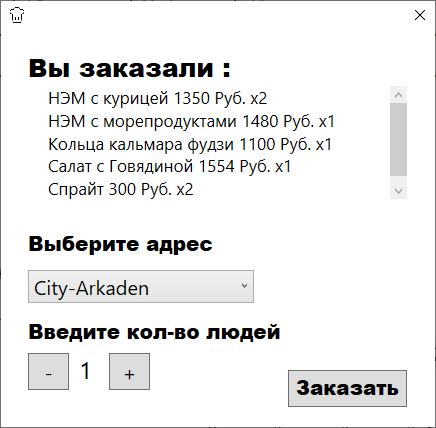 Вы заказали :
НЭМ с курицей 1350 Руб. x2
НЭМ с морепродуктами 1480 Руб. x1
Кольца кальмара фудзи 1100 Руб. x1
Салат с Говядиной 1554 Руб. x1
Спрайт 300 Руб. x2
Выберите адрес
City-Arkaden
Введите кол-во людей
- 1 +
Заказать